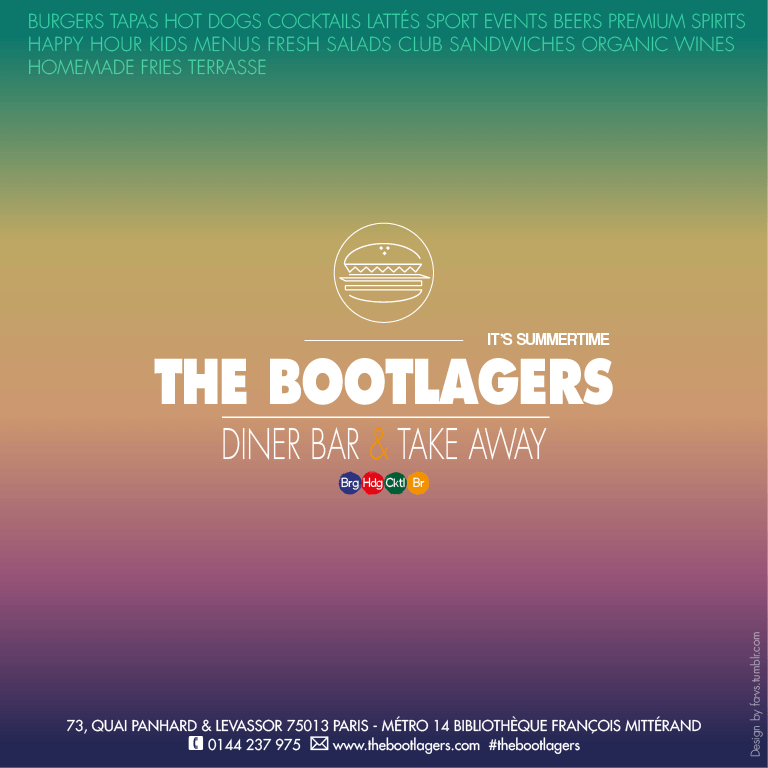 BURGERS TAPAS HOT DOGS COCKTAILS LATTÉS SPORT EVENTS BEERS PREMIUM SPIRITS
HAPPY HOUR KIDS MENUS FRESH SALADS CLUB SANDWICHES ORGANIC WINES
HOMEMADE FRIES TERRASSE
IT'S SUMMERTIME
THE BOOTLAGERS
DINER BAR & TAKE AWAY
Brg Hdg Cktl Br
73, QUAI PANHARD & LEVASSOR 75013 PARIS - MÉTRO 14 BIBLIOTHÈQUE FRANÇOIS MITTÉRAND
0144 237 975 www.thebootlagers.com #thebootlagers
Design by favs.tumblr.com